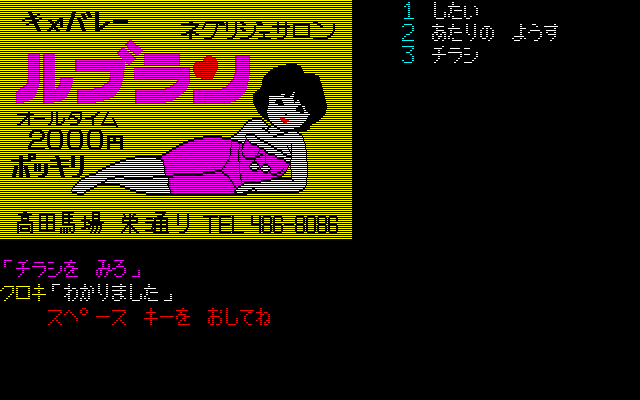 キャバレー
ネグリジェサロン
ルブラン
オールタイム
2000円
ポッキリ
高田馬場 栄通り TEL 486-8086
1 したい
2 あたりの ようす
3 チラシ
「チラシを みろ」
クロキ「わかりました」
スペース キーを おしてね